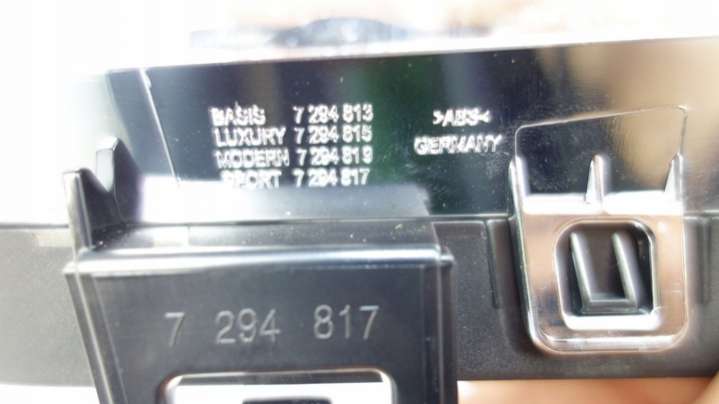 BASIS 7 294 813
LUXURY 7 294 815
MODERN 7 294 819
SPORT 7 294 817
>ABS<
GERMANY
7 294 817